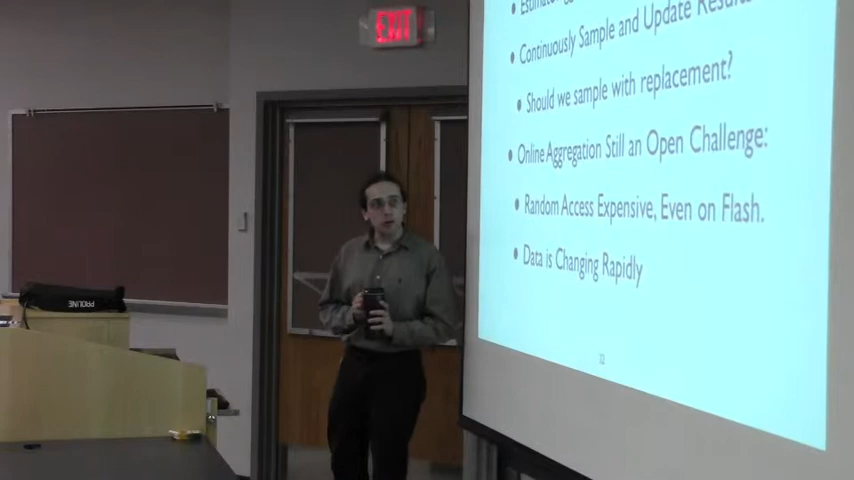 EXIT
Continuously Sample and Update Results
Should we sample with replacement?
Online Aggregation Still an Open Challenge:
Random Access Expensive, Even on Flash.
Data is Changing Rapidly
PROLINE